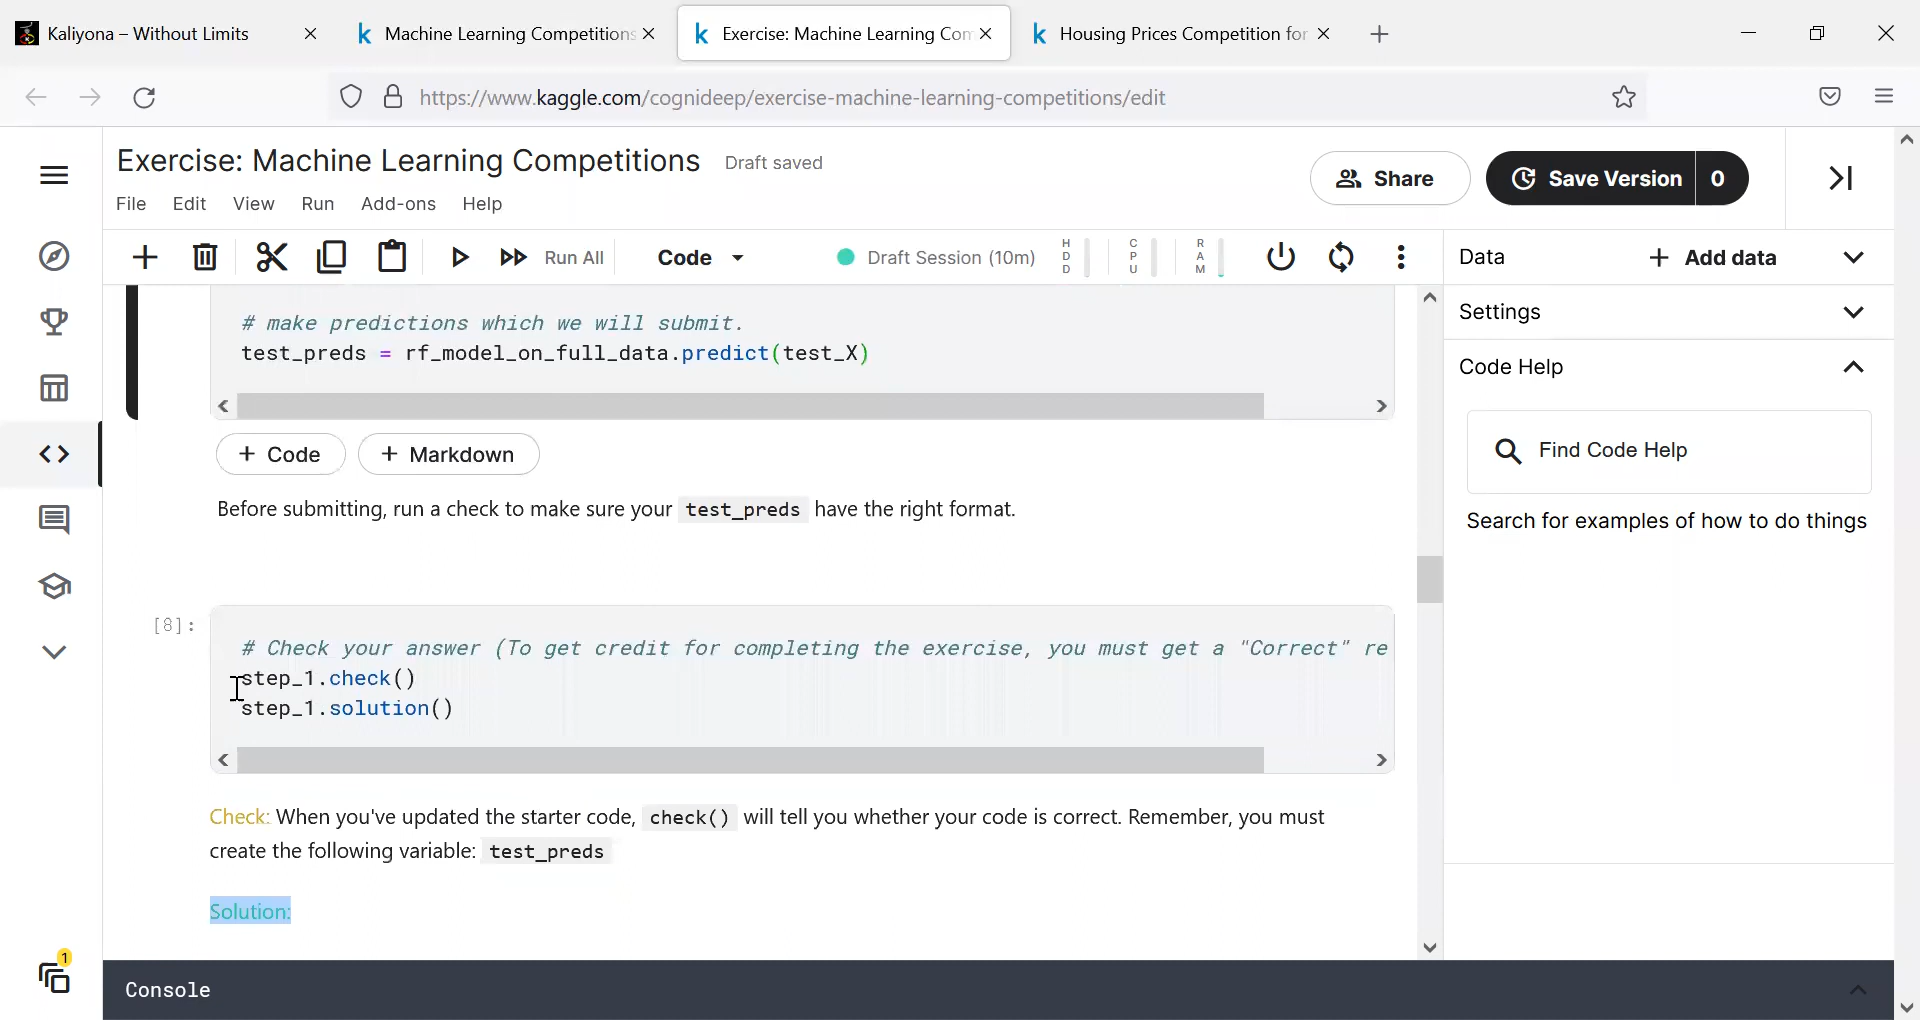 Kaliyona – Without Limits
Machine Learning Competitions
Exercise: Machine Learning Com
Housing Prices Competition for
https://www.kaggle.com/cognideep/exercise-machine-learning-competitions/edit
Exercise: Machine Learning Competitions Draft saved
Share
Save Version 0
File Edit View Run Add-ons Help
Run All
Code
Draft Session (10m)
HDD
CPU
RAM
Data
+ Add data
Settings
Code Help
Find Code Help
Search for examples of how to do things
# make predictions which we will submit.
test_preds = rf_model_on_full_data.predict(test_X)
+ Code
+ Markdown
Before submitting, run a check to make sure your test_preds have the right format.
[8]:
# Check your answer (To get credit for completing the exercise, you must get a "Correct" re
step_1.check()
step_1.solution()
Check: When you've updated the starter code, check() will tell you whether your code is correct. Remember, you must
create the following variable: test_preds
Solution:
1
Console